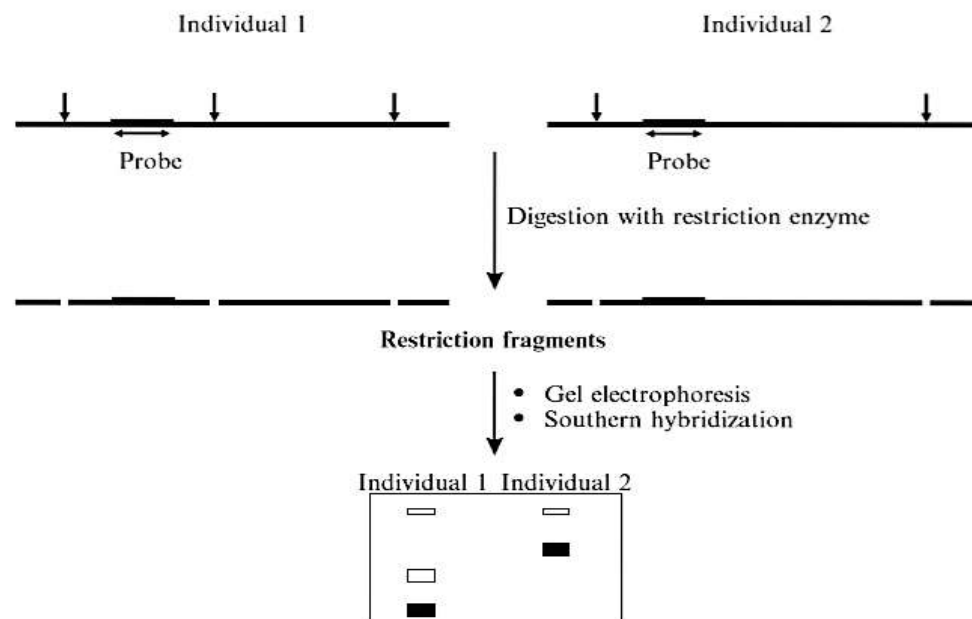 Individual 1
Individual 2
Probe
Probe
Digestion with restriction enzyme
Restriction fragments
• Gel electrophoresis
• Southern hybridization
Individual 1 Individual 2